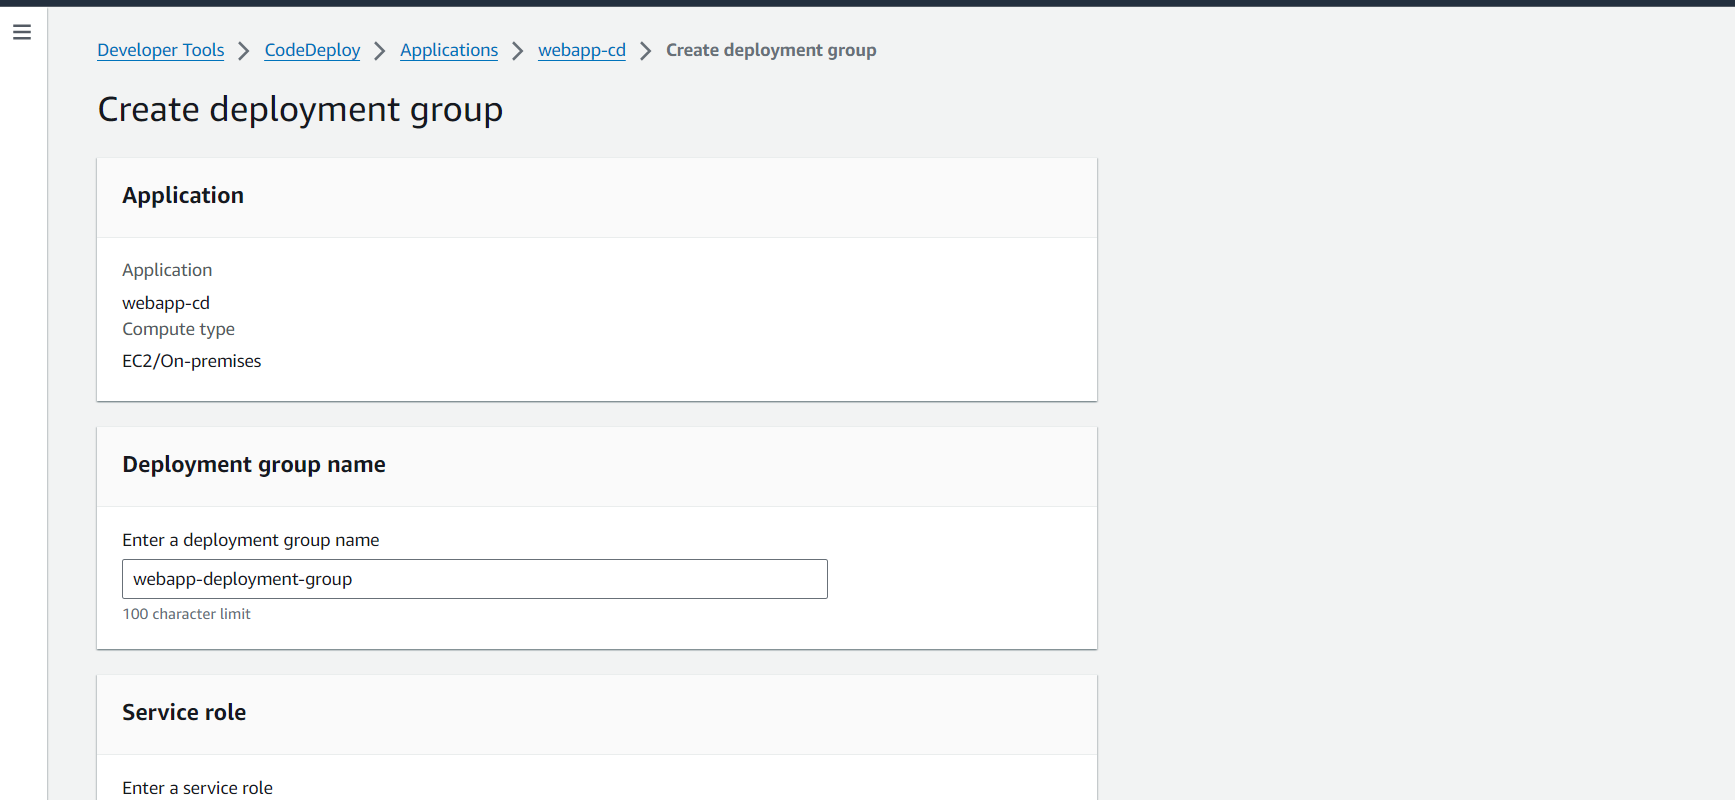 Developer Tools > CodeDeploy > Applications > webapp-cd > Create deployment group
Create deployment group
Application
Application
webapp-cd
Compute type
EC2/On-premises
Deployment group name
Enter a deployment group name
webapp-deployment-group
100 character limit
Service role
Enter a service role